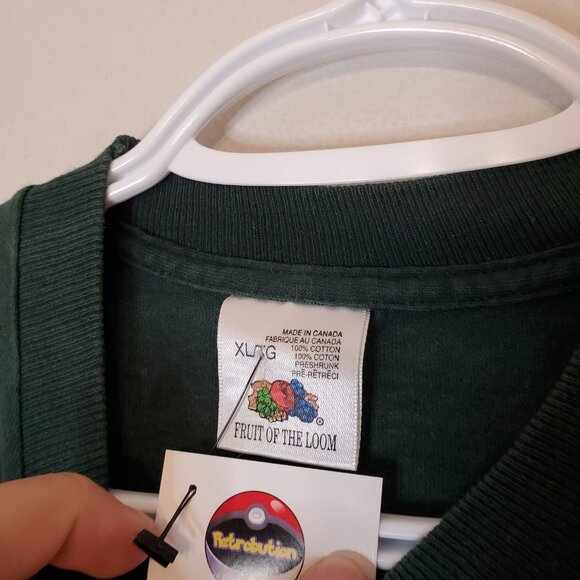 MADE IN CANADA
FABRIQUE AU CANADA
XL/TG 100% COTTON
100% COTON
PRESHRUNK
PRÉ-RÉTRÉCI
®
FRUIT OF THE LOOM
Retrobution